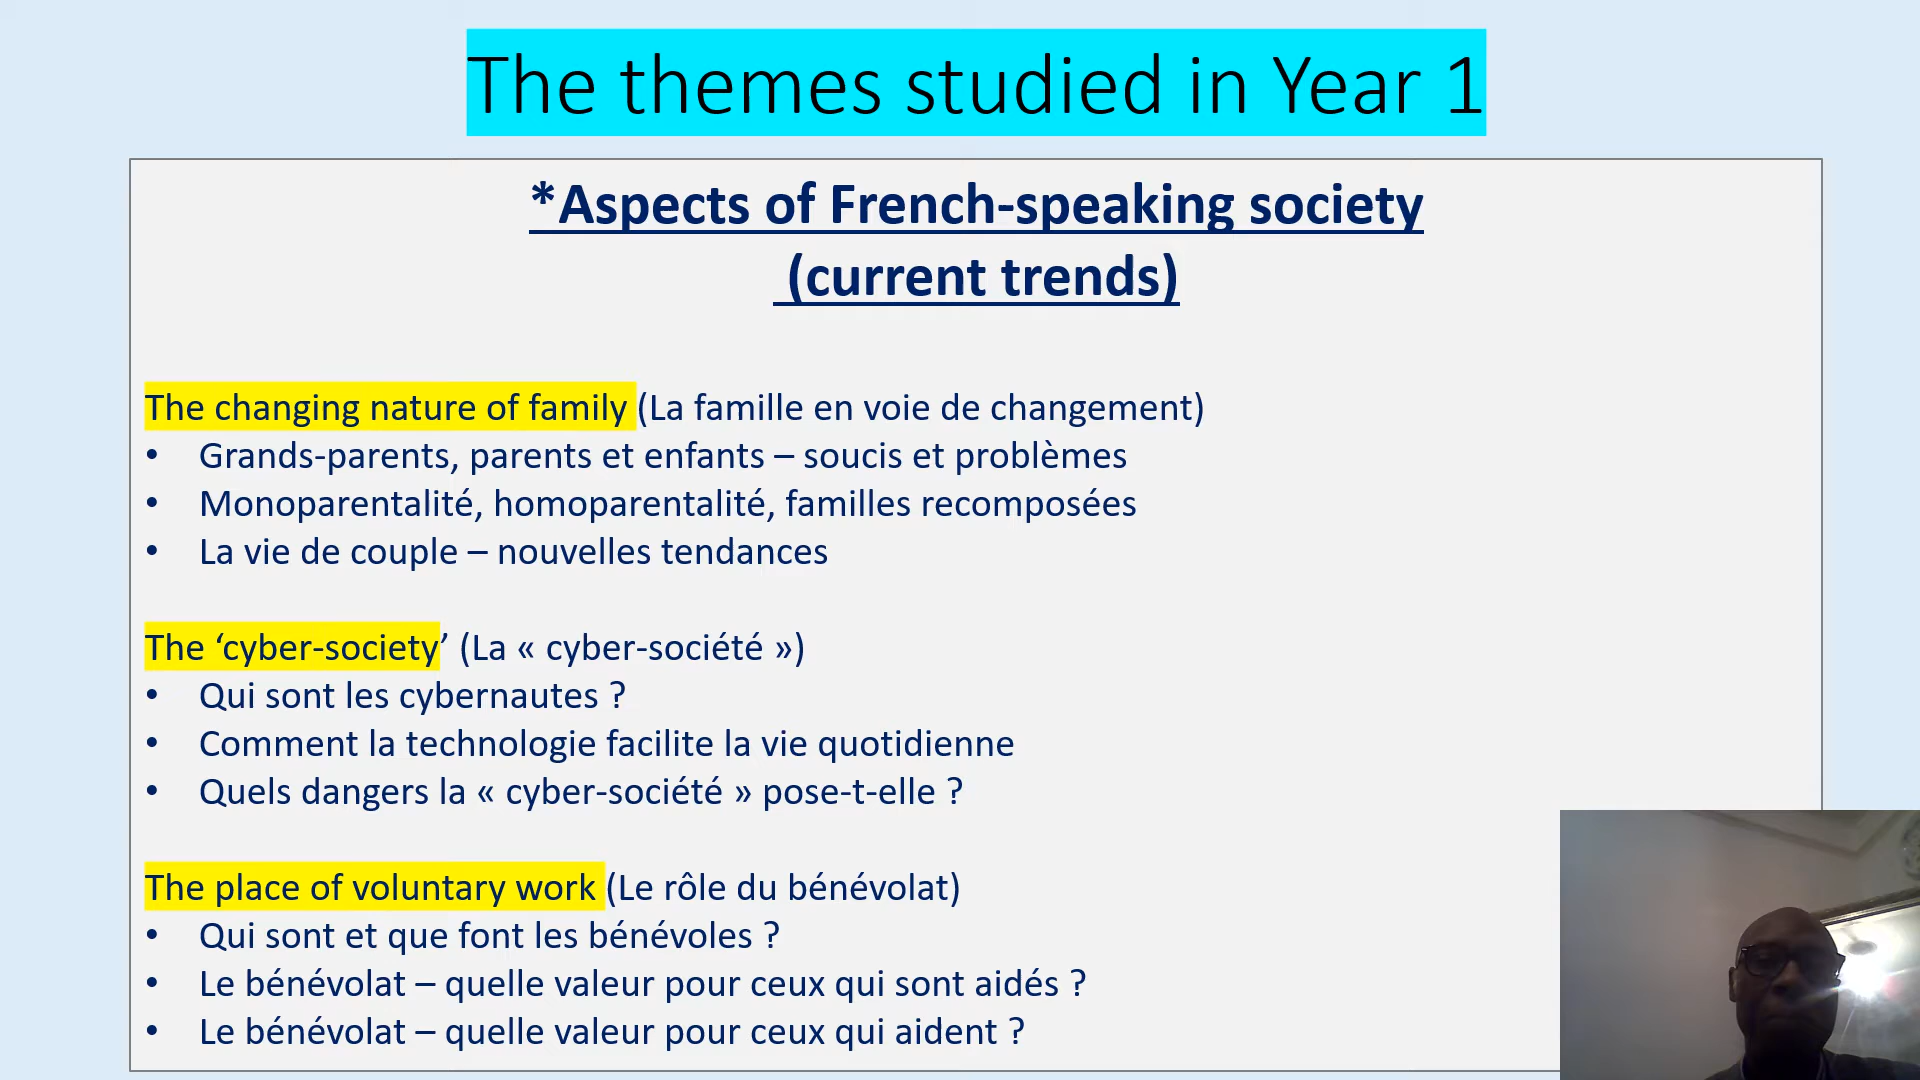 The themes studied in Year 1
*Aspects of French-speaking society
(current trends)
The changing nature of family (La famille en voie de changement)
• Grands-parents, parents et enfants – soucis et problèmes
• Monoparentalité, homoparentalité, familles recomposées
• La vie de couple – nouvelles tendances
The ‘cyber-society’ (La « cyber-société »)
• Qui sont les cybernautes ?
• Comment la technologie facilite la vie quotidienne
• Quels dangers la « cyber-société » pose-t-elle ?
The place of voluntary work (Le rôle du bénévolat)
• Qui sont et que font les bénévoles ?
• Le bénévolat – quelle valeur pour ceux qui sont aidés ?
• Le bénévolat – quelle valeur pour ceux qui aident ?